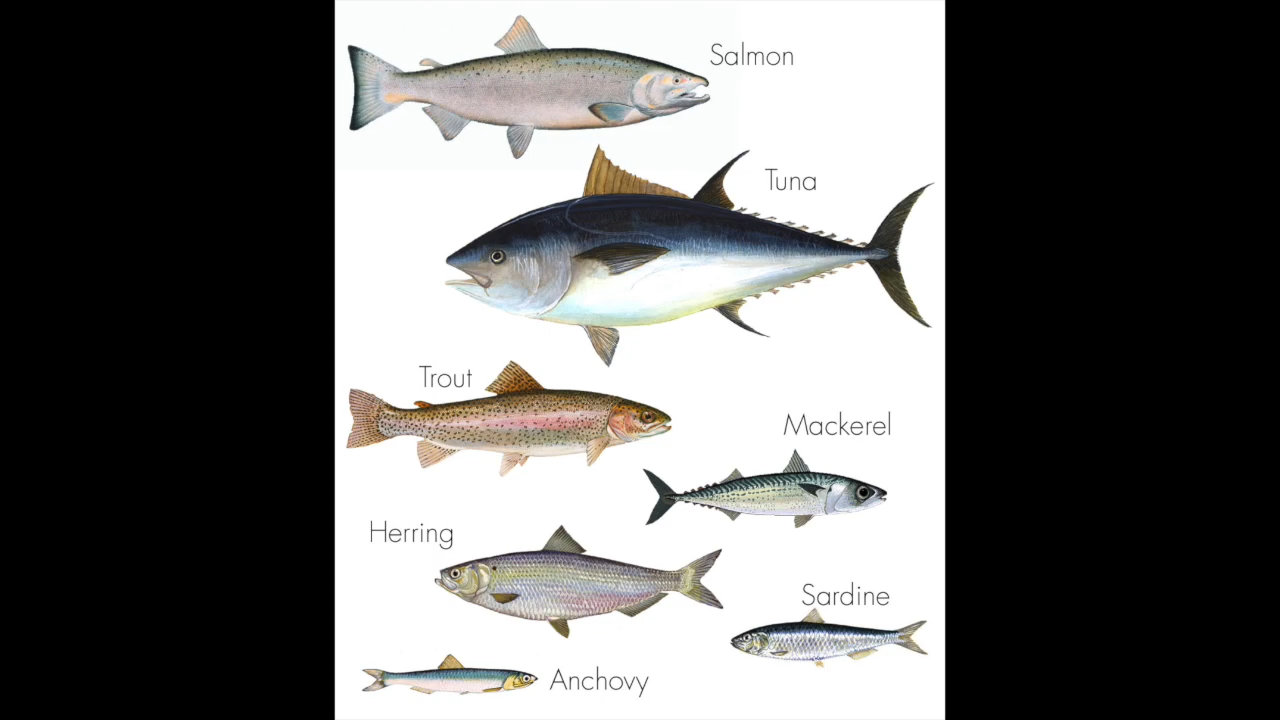 Salmon
Tuna
Trout
Mackerel
Herring
Sardine
Anchovy